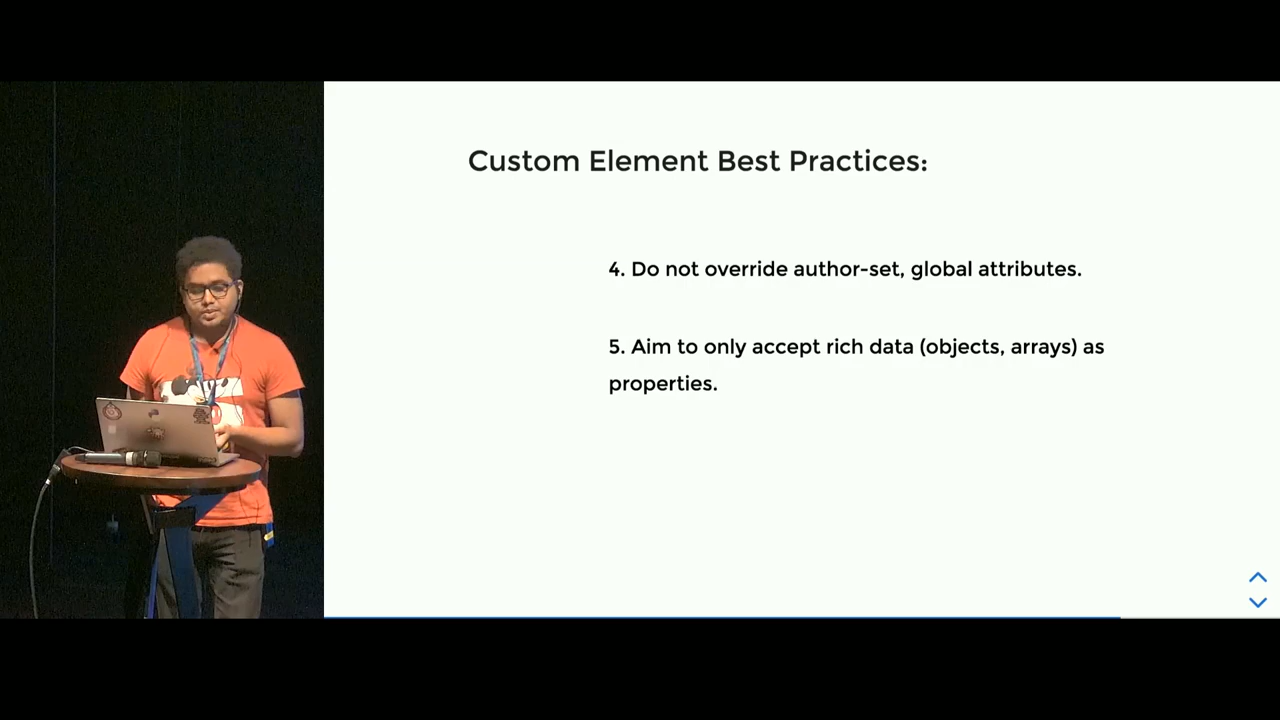 Custom Element Best Practices:
4. Do not override author-set, global attributes.
5. Aim to only accept rich data (objects, arrays) as
properties.